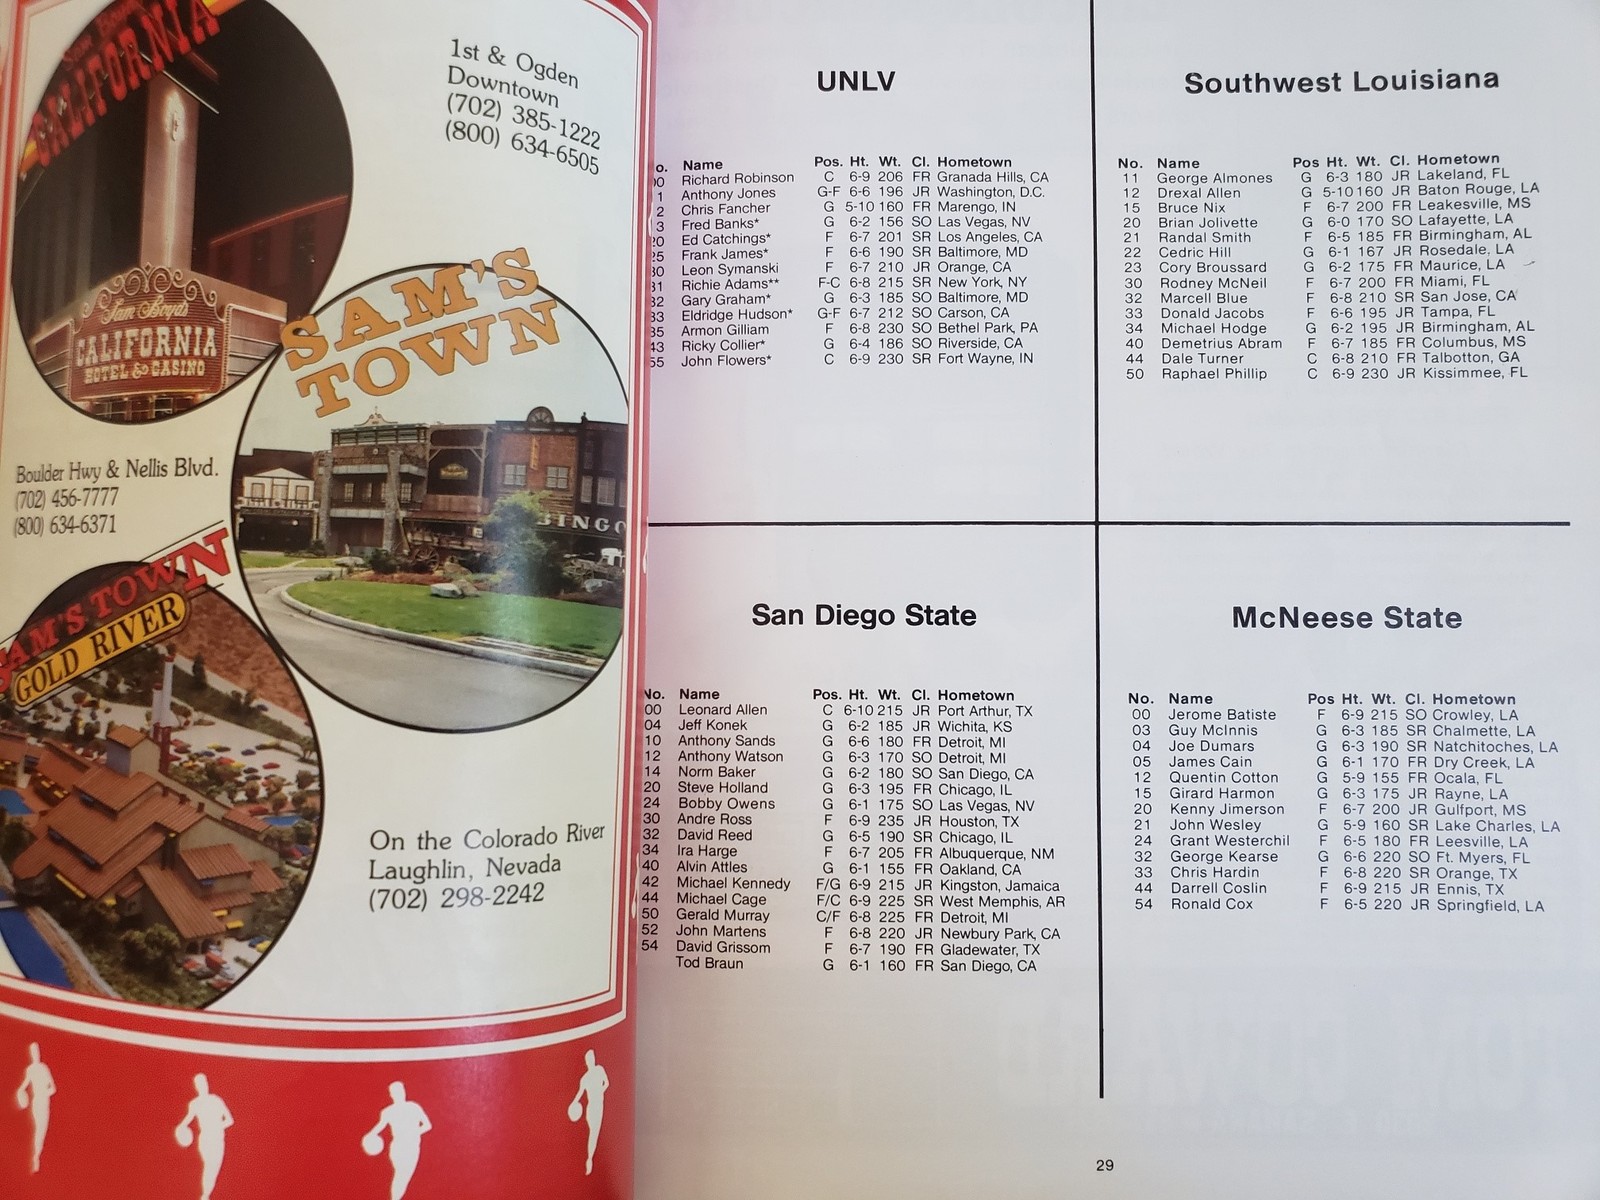 Sam Boyd's
CALIFORNIA
1st & Ogden
Downtown
(702) 385-1222
(800) 634-6505
Sam Boyd's
CALIFORNIA
HOTEL & CASINO
SAM'S
TOWN
BINGO
Boulder Hwy & Nellis Blvd.
(702) 456-7777
(800) 634-6371
SAM'S TOWN
GOLD RIVER
On the Colorado River
Laughlin, Nevada
(702) 298-2242
UNLV
o. Name Pos. Ht. Wt. Cl. Hometown
00 Richard Robinson C 6-9 206 FR Granada Hills, CA
1 Anthony Jones G-F 6-6 196 JR Washington, D.C.
2 Chris Fancher G 5-10 160 FR Marengo, IN
3 Fred Banks* G 6-2 156 SO Las Vegas, NV
20 Ed Catchings* F 6-7 201 SR Los Angeles, CA
25 Frank James* F 6-6 190 SR Baltimore, MD
30 Leon Symanski F 6-7 210 JR Orange, CA
31 Richie Adams** F-C 6-8 215 SR New York, NY
32 Gary Graham* G 6-3 185 SO Baltimore, MD
33 Eldridge Hudson* G-F 6-7 212 SO Carson, CA
35 Armon Gilliam F 6-8 230 SO Bethel Park, PA
43 Ricky Collier* G 6-4 186 SO Riverside, CA
55 John Flowers* C 6-9 230 SR Fort Wayne, IN
Southwest Louisiana
No. Name Pos Ht. Wt. Cl. Hometown
11 George Almones G 6-3 180 JR Lakeland, FL
12 Drexal Allen G 5-10 160 JR Baton Rouge, LA
15 Bruce Nix F 6-7 200 FR Leakesville, MS
20 Brian Jolivette G 6-0 170 SO Lafayette, LA
21 Randal Smith F 6-5 185 FR Birmingham, AL
22 Cedric Hill G 6-1 167 JR Rosedale, LA
23 Cory Broussard G 6-2 175 FR Maurice, LA
30 Rodney McNeil F 6-7 200 FR Miami, FL
32 Marcell Blue F 6-8 210 SR San Jose, CA
33 Donald Jacobs F 6-6 195 JR Tampa, FL
34 Michael Hodge G 6-2 195 JR Birmingham, AL
40 Demetrius Abram F 6-7 185 FR Columbus, MS
44 Dale Turner C 6-8 210 FR Talbotton, GA
50 Raphael Phillip C 6-9 230 JR Kissimmee, FL
San Diego State
No. Name Pos. Ht. Wt. Cl. Hometown
00 Leonard Allen C 6-10 215 JR Port Arthur, TX
04 Jeff Konek G 6-2 185 JR Wichita, KS
10 Anthony Sands G 6-6 180 FR Detroit, MI
12 Anthony Watson G 6-3 170 SO Detroit, MI
14 Norm Baker G 6-2 180 SO San Diego, CA
20 Steve Holland G 6-3 195 FR Chicago, IL
24 Bobby Owens G 6-1 175 SO Las Vegas, NV
30 Andre Ross F 6-9 235 JR Houston, TX
32 David Reed G 6-5 190 SR Chicago, IL
34 Ira Harge F 6-7 205 FR Albuquerque, NM
40 Alvin Attles G 6-1 155 FR Oakland, CA
42 Michael Kennedy F/G 6-9 215 JR Kingston, Jamaica
44 Michael Cage F/C 6-9 225 SR West Memphis, AR
50 Gerald Murray C/F 6-8 225 FR Detroit, MI
52 John Martens F 6-8 220 JR Newbury Park, CA
54 David Grissom F 6-7 190 FR Gladewater, TX
Tod Braun G 6-1 160 FR San Diego, CA
McNeese State
No. Name Pos Ht. Wt. Cl. Hometown
00 Jerome Batiste F 6-9 215 SO Crowley, LA
03 Guy McInnis G 6-3 185 SR Chalmette, LA
04 Joe Dumars G 6-3 190 SR Natchitoches, LA
05 James Cain G 6-1 170 FR Dry Creek, LA
12 Quentin Cotton G 5-9 155 FR Ocala, FL
15 Girard Harmon G 6-3 175 JR Rayne, LA
20 Kenny Jimerson F 6-7 200 JR Gulfport, MS
21 John Wesley G 5-9 160 SR Lake Charles, LA
24 Grant Westerchil F 6-5 180 FR Leesville, LA
32 George Kearse G 6-6 220 SO Ft. Myers, FL
33 Chris Hardin F 6-8 220 SR Orange, TX
44 Darrell Coslin F 6-9 215 JR Ennis, TX
54 Ronald Cox F 6-5 220 JR Springfield, LA
29